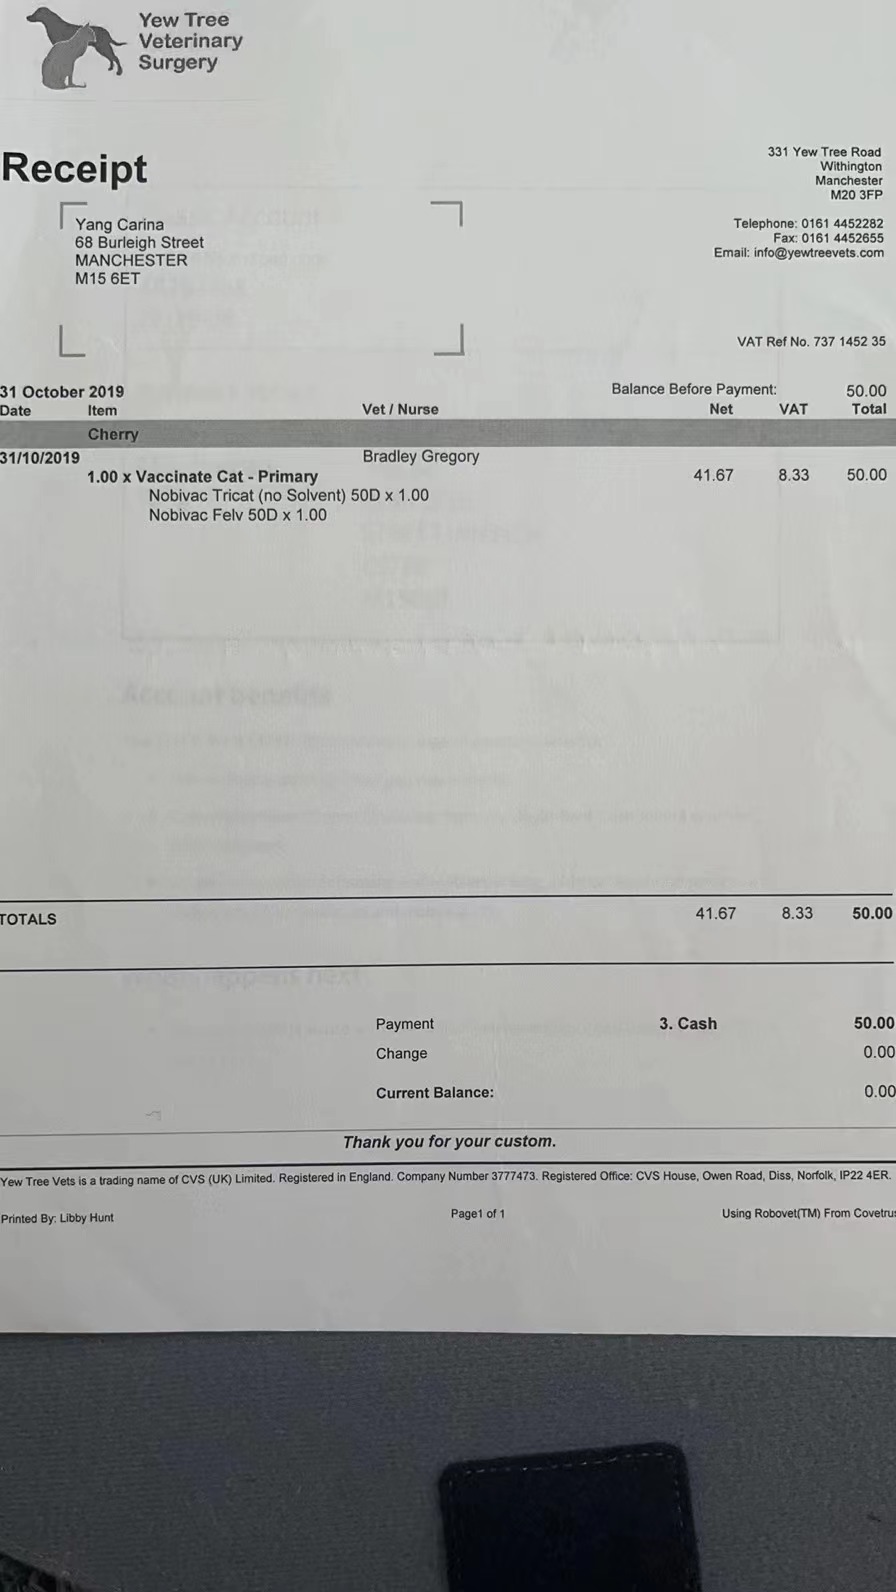 Yew Tree
Veterinary
Surgery
Receipt
331 Yew Tree Road
Withington
Manchester
M20 3FP
Yang Carina
68 Burleigh Street
MANCHESTER
M15 6ET
Telephone: 0161 4452282
Fax: 0161 4452655
Email: info@yewtreevets.com
VAT Ref No. 737 1452 35
31 October 2019 Balance Before Payment: 50.00
Date Item Vet / Nurse Net VAT Total
Cherry
31/10/2019 Bradley Gregory
1.00 x Vaccinate Cat - Primary 41.67 8.33 50.00
Nobivac Tricat (no Solvent) 50D x 1.00
Nobivac Felv 50D x 1.00
Account benefits
TOTALS 41.67 8.33 50.00
Payment 3. Cash 50.00
Change 0.00
Current Balance: 0.00
Thank you for your custom.
Yew Tree Vets is a trading name of CVS (UK) Limited. Registered in England. Company Number 3777473. Registered Office: CVS House, Owen Road, Diss, Norfolk, IP22 4ER.
Printed By: Libby Hunt Page1 of 1 Using Robovet(TM) From Covetrus